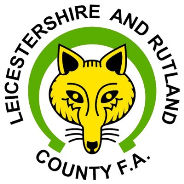 LEICESTERSHIRE AND RUTLAND
COUNTY F.A.